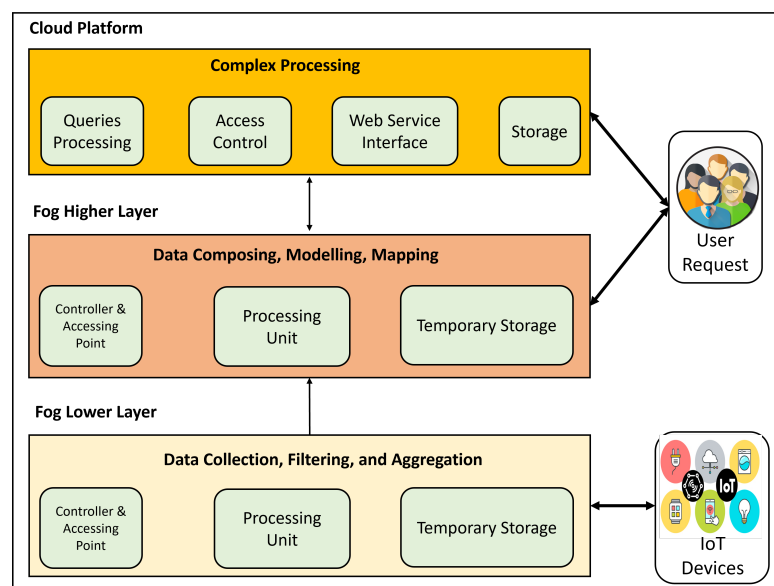 Cloud Platform
Complex Processing
Queries
Processing
Access
Control
Web Service
Interface
Storage
Fog Higher Layer
Data Composing, Modelling, Mapping
Controller &
Accessing
Point
Processing
Unit
Temporary Storage
User
Request
Fog Lower Layer
Data Collection, Filtering, and Aggregation
Controller &
Accessing
Point
Processing
Unit
Temporary Storage
IoT
IoT
Devices